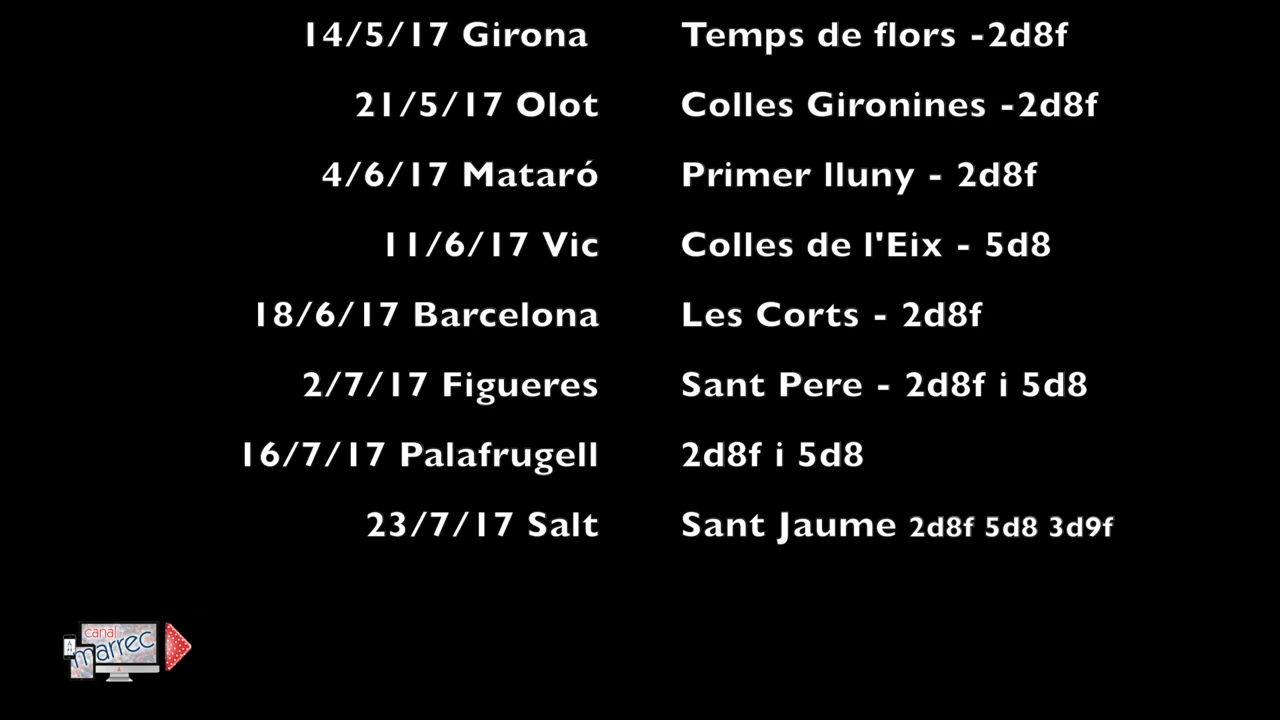 14/5/17 Girona Temps de flors -2d8f
21/5/17 Olot Colles Gironines -2d8f
4/6/17 Mataró Primer lluny - 2d8f
11/6/17 Vic Colles de l'Eix - 5d8
18/6/17 Barcelona Les Corts - 2d8f
2/7/17 Figueres Sant Pere - 2d8f i 5d8
16/7/17 Palafrugell 2d8f i 5d8
23/7/17 Salt Sant Jaume 2d8f 5d8 3d9f
canal
marrec